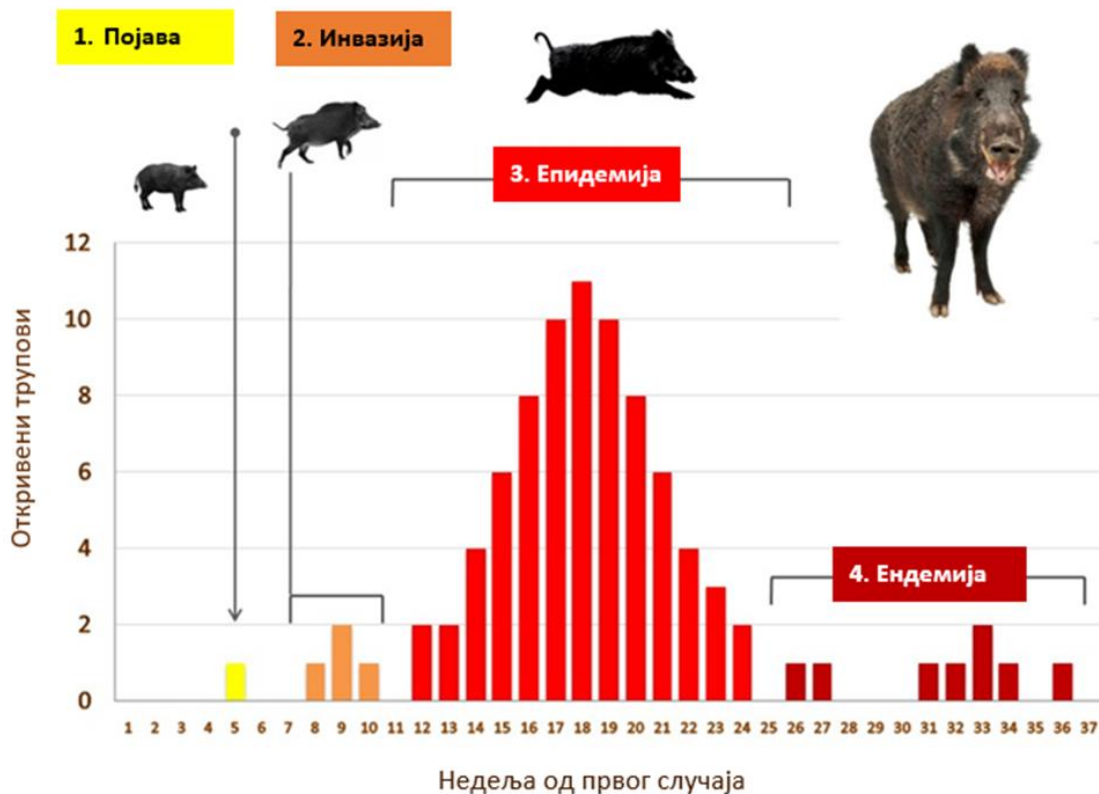 1. Појава
2. Инвазија
3. Епидемија
12
10
8
6
4
2
0
Откривени трупови
4. Ендемија
1 2 3 4 5 6 7 8 9 10 11 12 13 14 15 16 17 18 19 20 21 22 23 24 25 26 27 28 29 30 31 32 33 34 35 36 37
Недеља од првог случаја